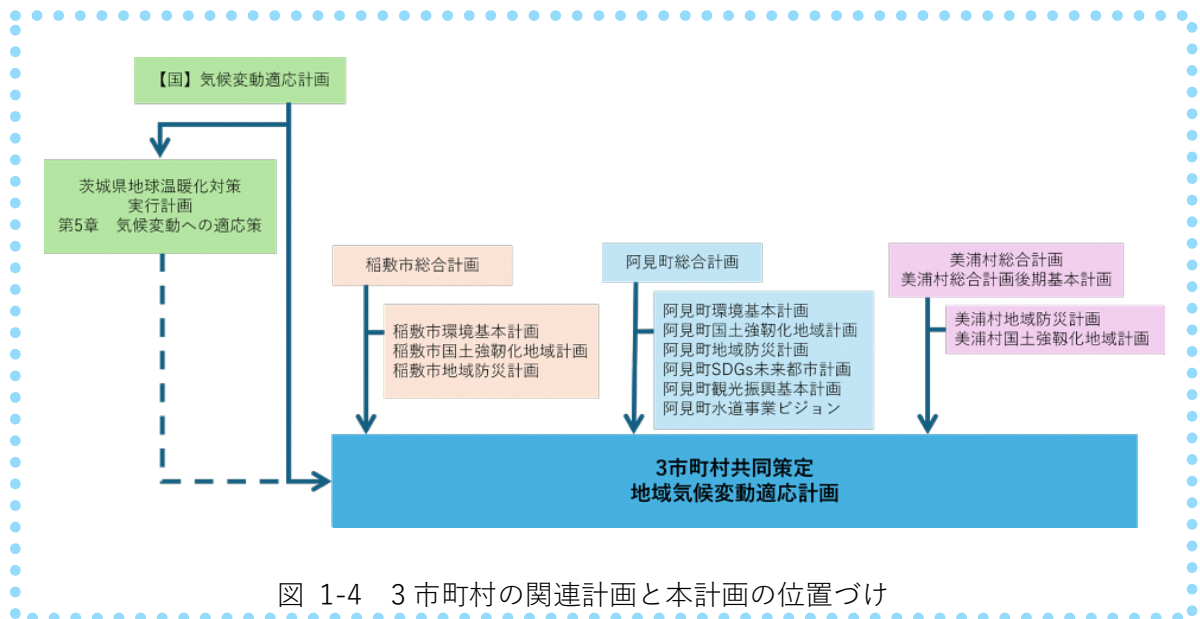 【国】気候変動適応計画
茨城県地球温暖化対策
実行計画
第5章　気候変動への適応策
稲敷市総合計画
稲敷市環境基本計画
稲敷市国土強靭化地域計画
稲敷市地域防災計画
阿見町総合計画
阿見町環境基本計画
阿見町国土強靭化地域計画
阿見町地域防災計画
阿見町SDGs未来都市計画
阿見町観光振興基本計画
阿見町水道事業ビジョン
美浦村総合計画
美浦村総合計画後期基本計画
美浦村地域防災計画
美浦村国土強靭化地域計画
3市町村共同策定
地域気候変動適応計画
図 1-4　3 市町村の関連計画と本計画の位置づけ